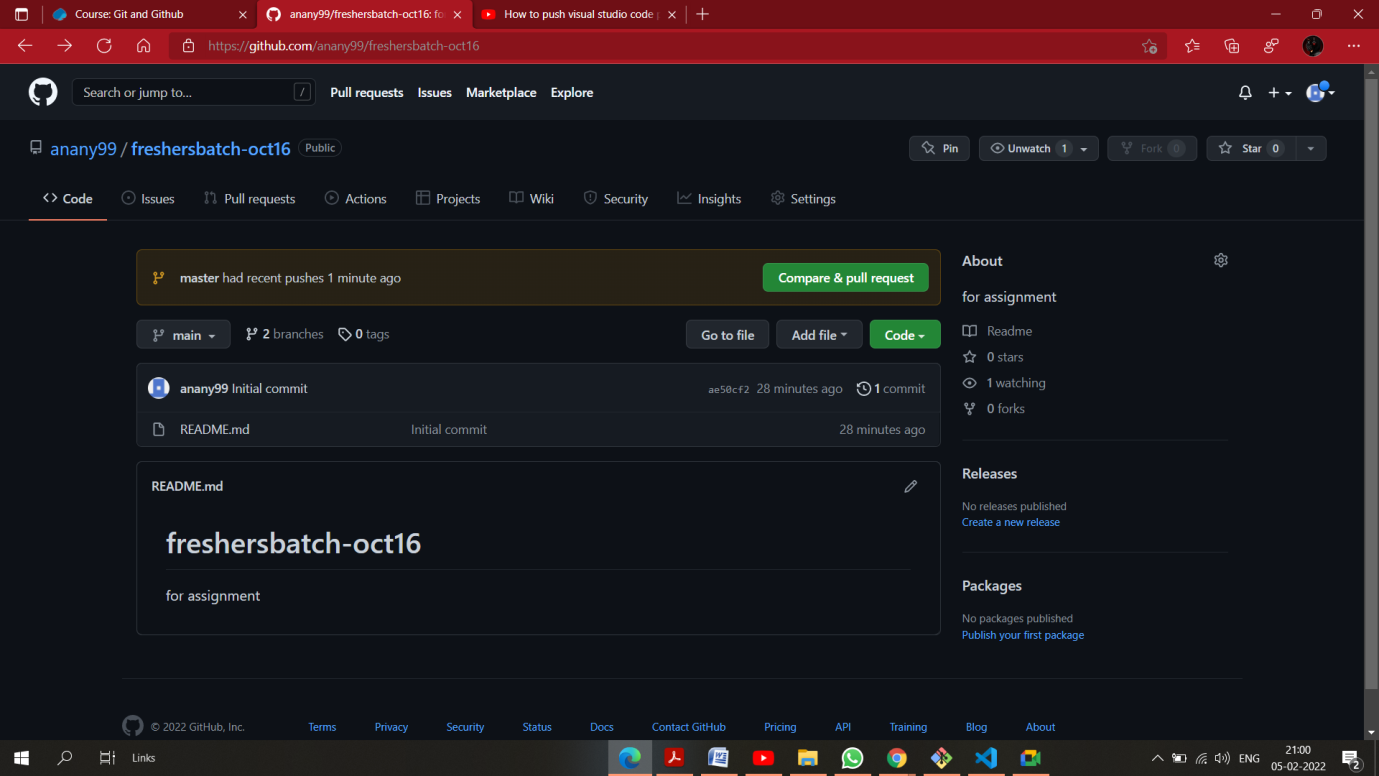 Course: Git and Github
anany99/freshersbatch-oct16: fo
How to push visual studio code p
https://github.com/anany99/freshersbatch-oct16
Search or jump to...
/
Pull requests
Issues
Marketplace
Explore
anany99 / freshersbatch-oct16
Public
Pin
Unwatch 1
Fork 0
Star 0
Code
Issues
Pull requests
Actions
Projects
Wiki
Security
Insights
Settings
master had recent pushes 1 minute ago
Compare & pull request
main
2 branches
0 tags
Go to file
Add file
Code
anany99 Initial commit
ae50cf2 28 minutes ago
1 commit
README.md
Initial commit
28 minutes ago
README.md
freshersbatch-oct16
for assignment
About
for assignment
Readme
0 stars
1 watching
0 forks
Releases
No releases published
Create a new release
Packages
No packages published
Publish your first package
© 2022 GitHub, Inc.
Terms
Privacy
Security
Status
Docs
Contact GitHub
Pricing
API
Training
Blog
About
Links
ENG
21:00
05-02-2022
2